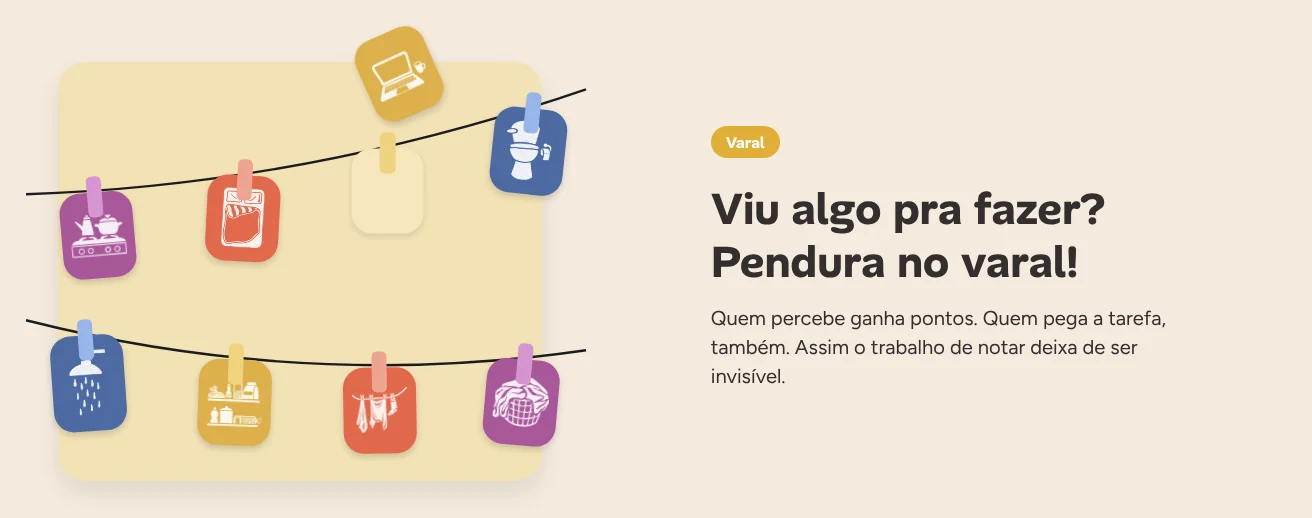 Varal
Viu algo pra fazer?
Pendura no varal!
Quem percebe ganha pontos. Quem pega a tarefa,
também. Assim o trabalho de notar deixa de ser
invisível.